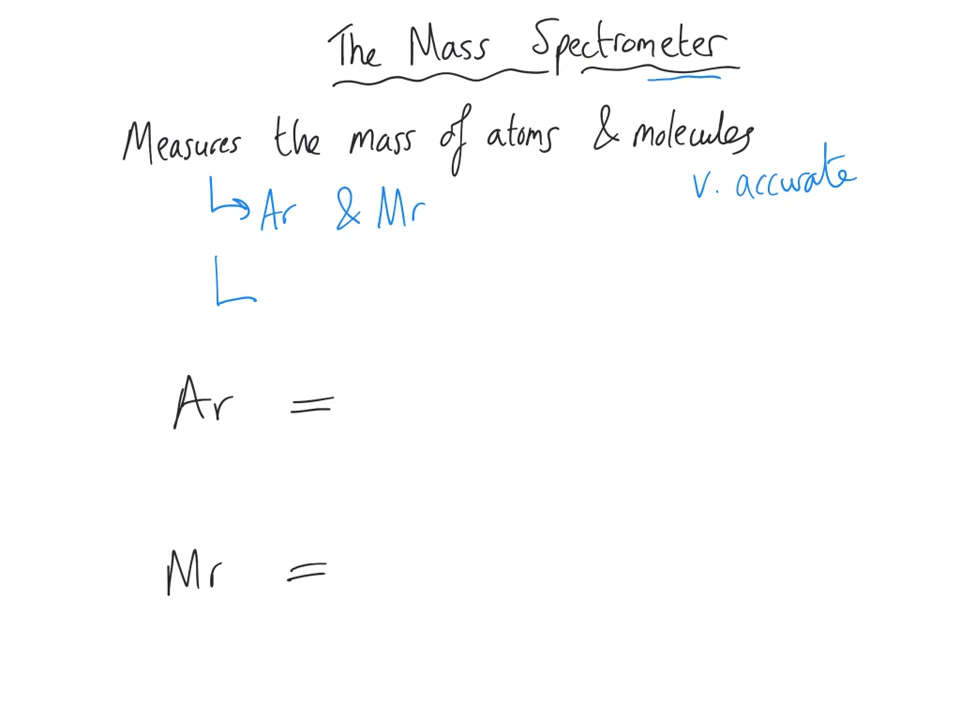 The Mass Spectrometer
Measures the mass of atoms & molecules
v. accurate
Ar & Mr
Ar =
Mr =